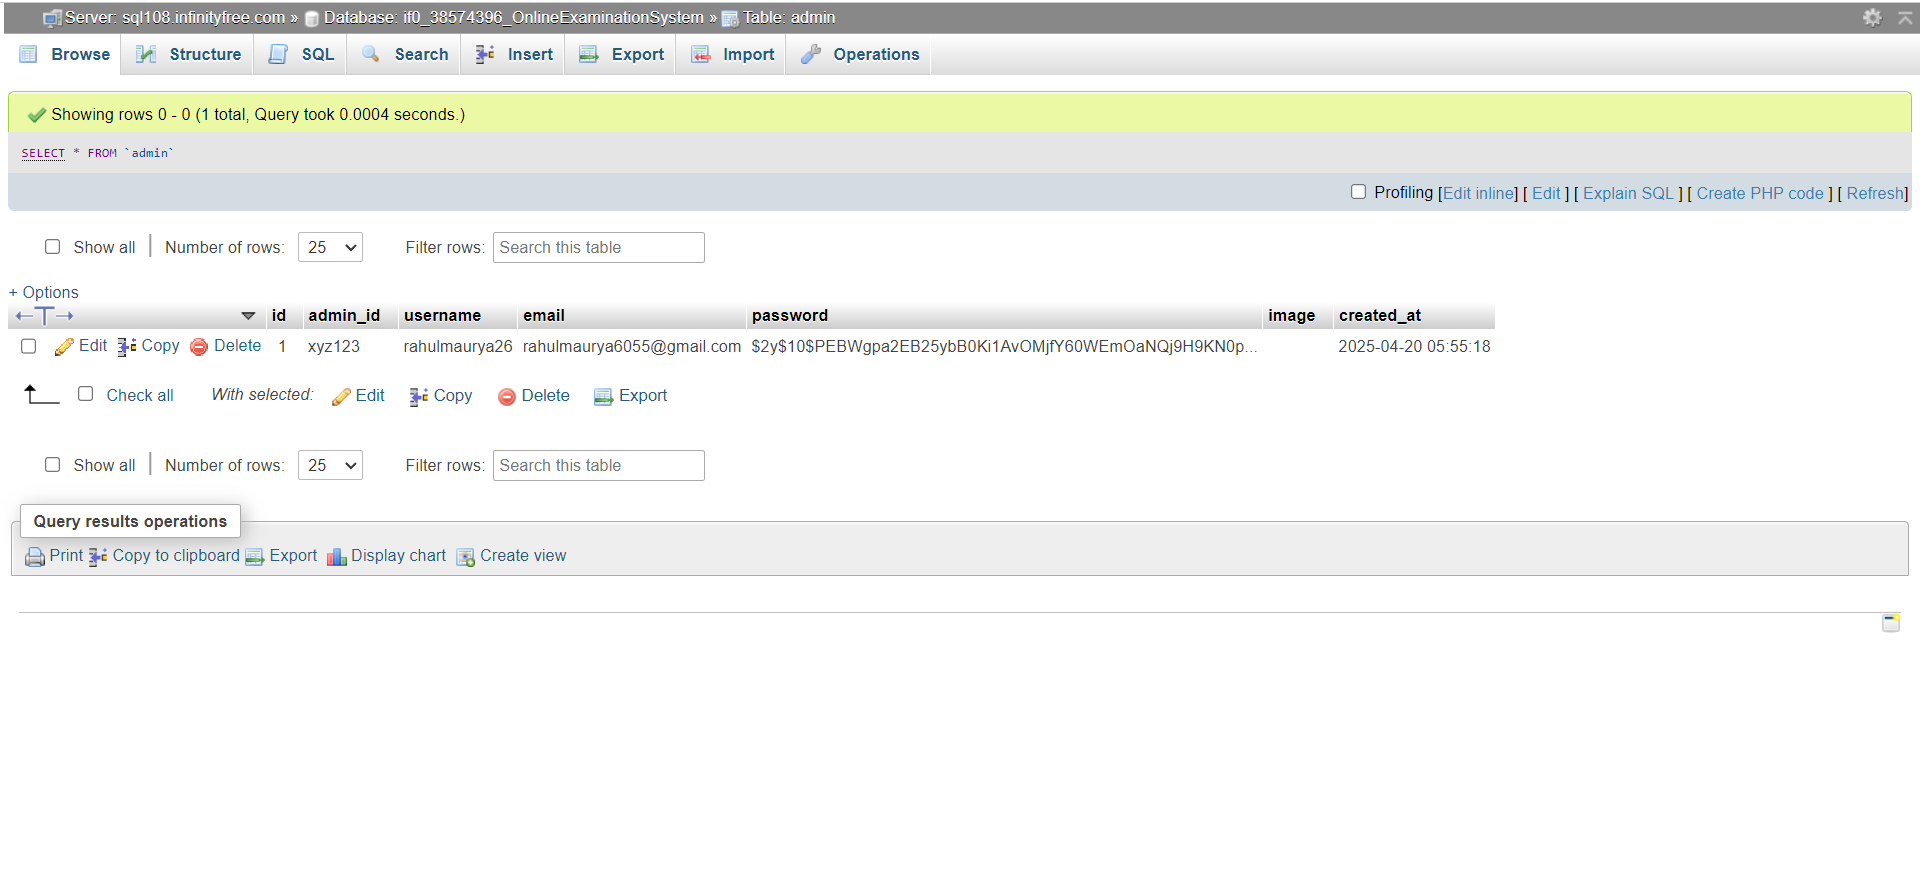 Server: sql108.infinityfree.com » Database: if0_38574396_OnlineExaminationSystem » Table: admin
Browse Structure SQL Search Insert Export Import Operations
Showing rows 0 - 0 (1 total, Query took 0.0004 seconds.)
SELECT * FROM `admin`
Profiling [Edit inline] [ Edit ] [ Explain SQL ] [ Create PHP code ] [ Refresh]
Show all | Number of rows: 25 Filter rows: Search this table
+ Options
←T→ id admin_id username email password image created_at
Edit Copy Delete 1 xyz123 rahulmaurya26 rahulmaurya6055@gmail.com $2y$10$PEBWgpa2EB25ybB0Ki1AvOMjfY60WEmOaNQj9H9KN0p... 2025-04-20 05:55:18
Check all With selected: Edit Copy Delete Export
Show all | Number of rows: 25 Filter rows: Search this table
Query results operations
Print Copy to clipboard Export Display chart Create view